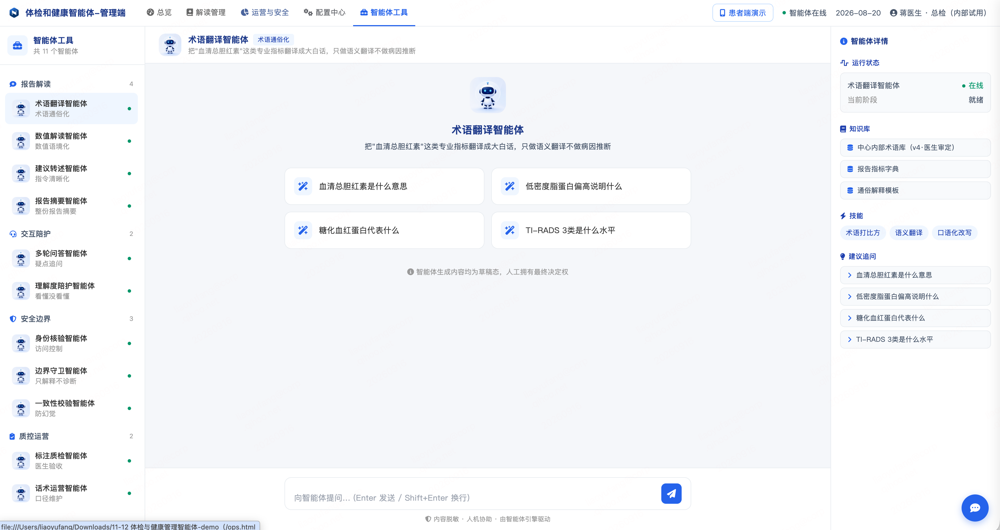 体检和健康智能体-管理端
总览
解读管理
运营与安全
配置中心
智能体工具
患者端演示
智能体在线
2026-08-20
蒋医生 · 总检（内部试用）
智能体工具
共 11 个智能体
报告解读
4
术语翻译智能体
术语通俗化
数值解读智能体
数值语境化
建议转述智能体
指令清晰化
报告摘要智能体
整份报告摘要
交互陪护
2
多轮问答智能体
疑点追问
理解度陪护智能体
看懂没看懂
安全边界
3
身份核验智能体
访问控制
边界守卫智能体
只解释不诊断
一致性校验智能体
防幻觉
质控运营
2
标注质检智能体
医生验收
话术运营智能体
口径维护
术语翻译智能体
术语通俗化
把"血清总胆红素"这类专业指标翻译成大白话，只做语义翻译不做病因推断
术语翻译智能体
把"血清总胆红素"这类专业指标翻译成大白话，只做语义翻译不做病因推断
血清总胆红素是什么意思
低密度脂蛋白偏高说明什么
糖化血红蛋白代表什么
TI-RADS 3类是什么水平
智能体生成内容均为草稿态，人工拥有最终决定权
向智能体提问... (Enter 发送 / Shift+Enter 换行)
内容脱敏 · 人机协助 · 由智能体引擎驱动
智能体详情
运行状态
术语翻译智能体
在线
当前阶段
就绪
知识库
中心内部术语库（v4·医生审定）
报告指标字典
通俗解释模板
技能
术语打比方
语义翻译
口语化改写
建议追问
血清总胆红素是什么意思
低密度脂蛋白偏高说明什么
糖化血红蛋白代表什么
TI-RADS 3类是什么水平
file:///Users/liaoyufang/Downloads/11-12 体检与健康管理智能体-demo（/ops.html